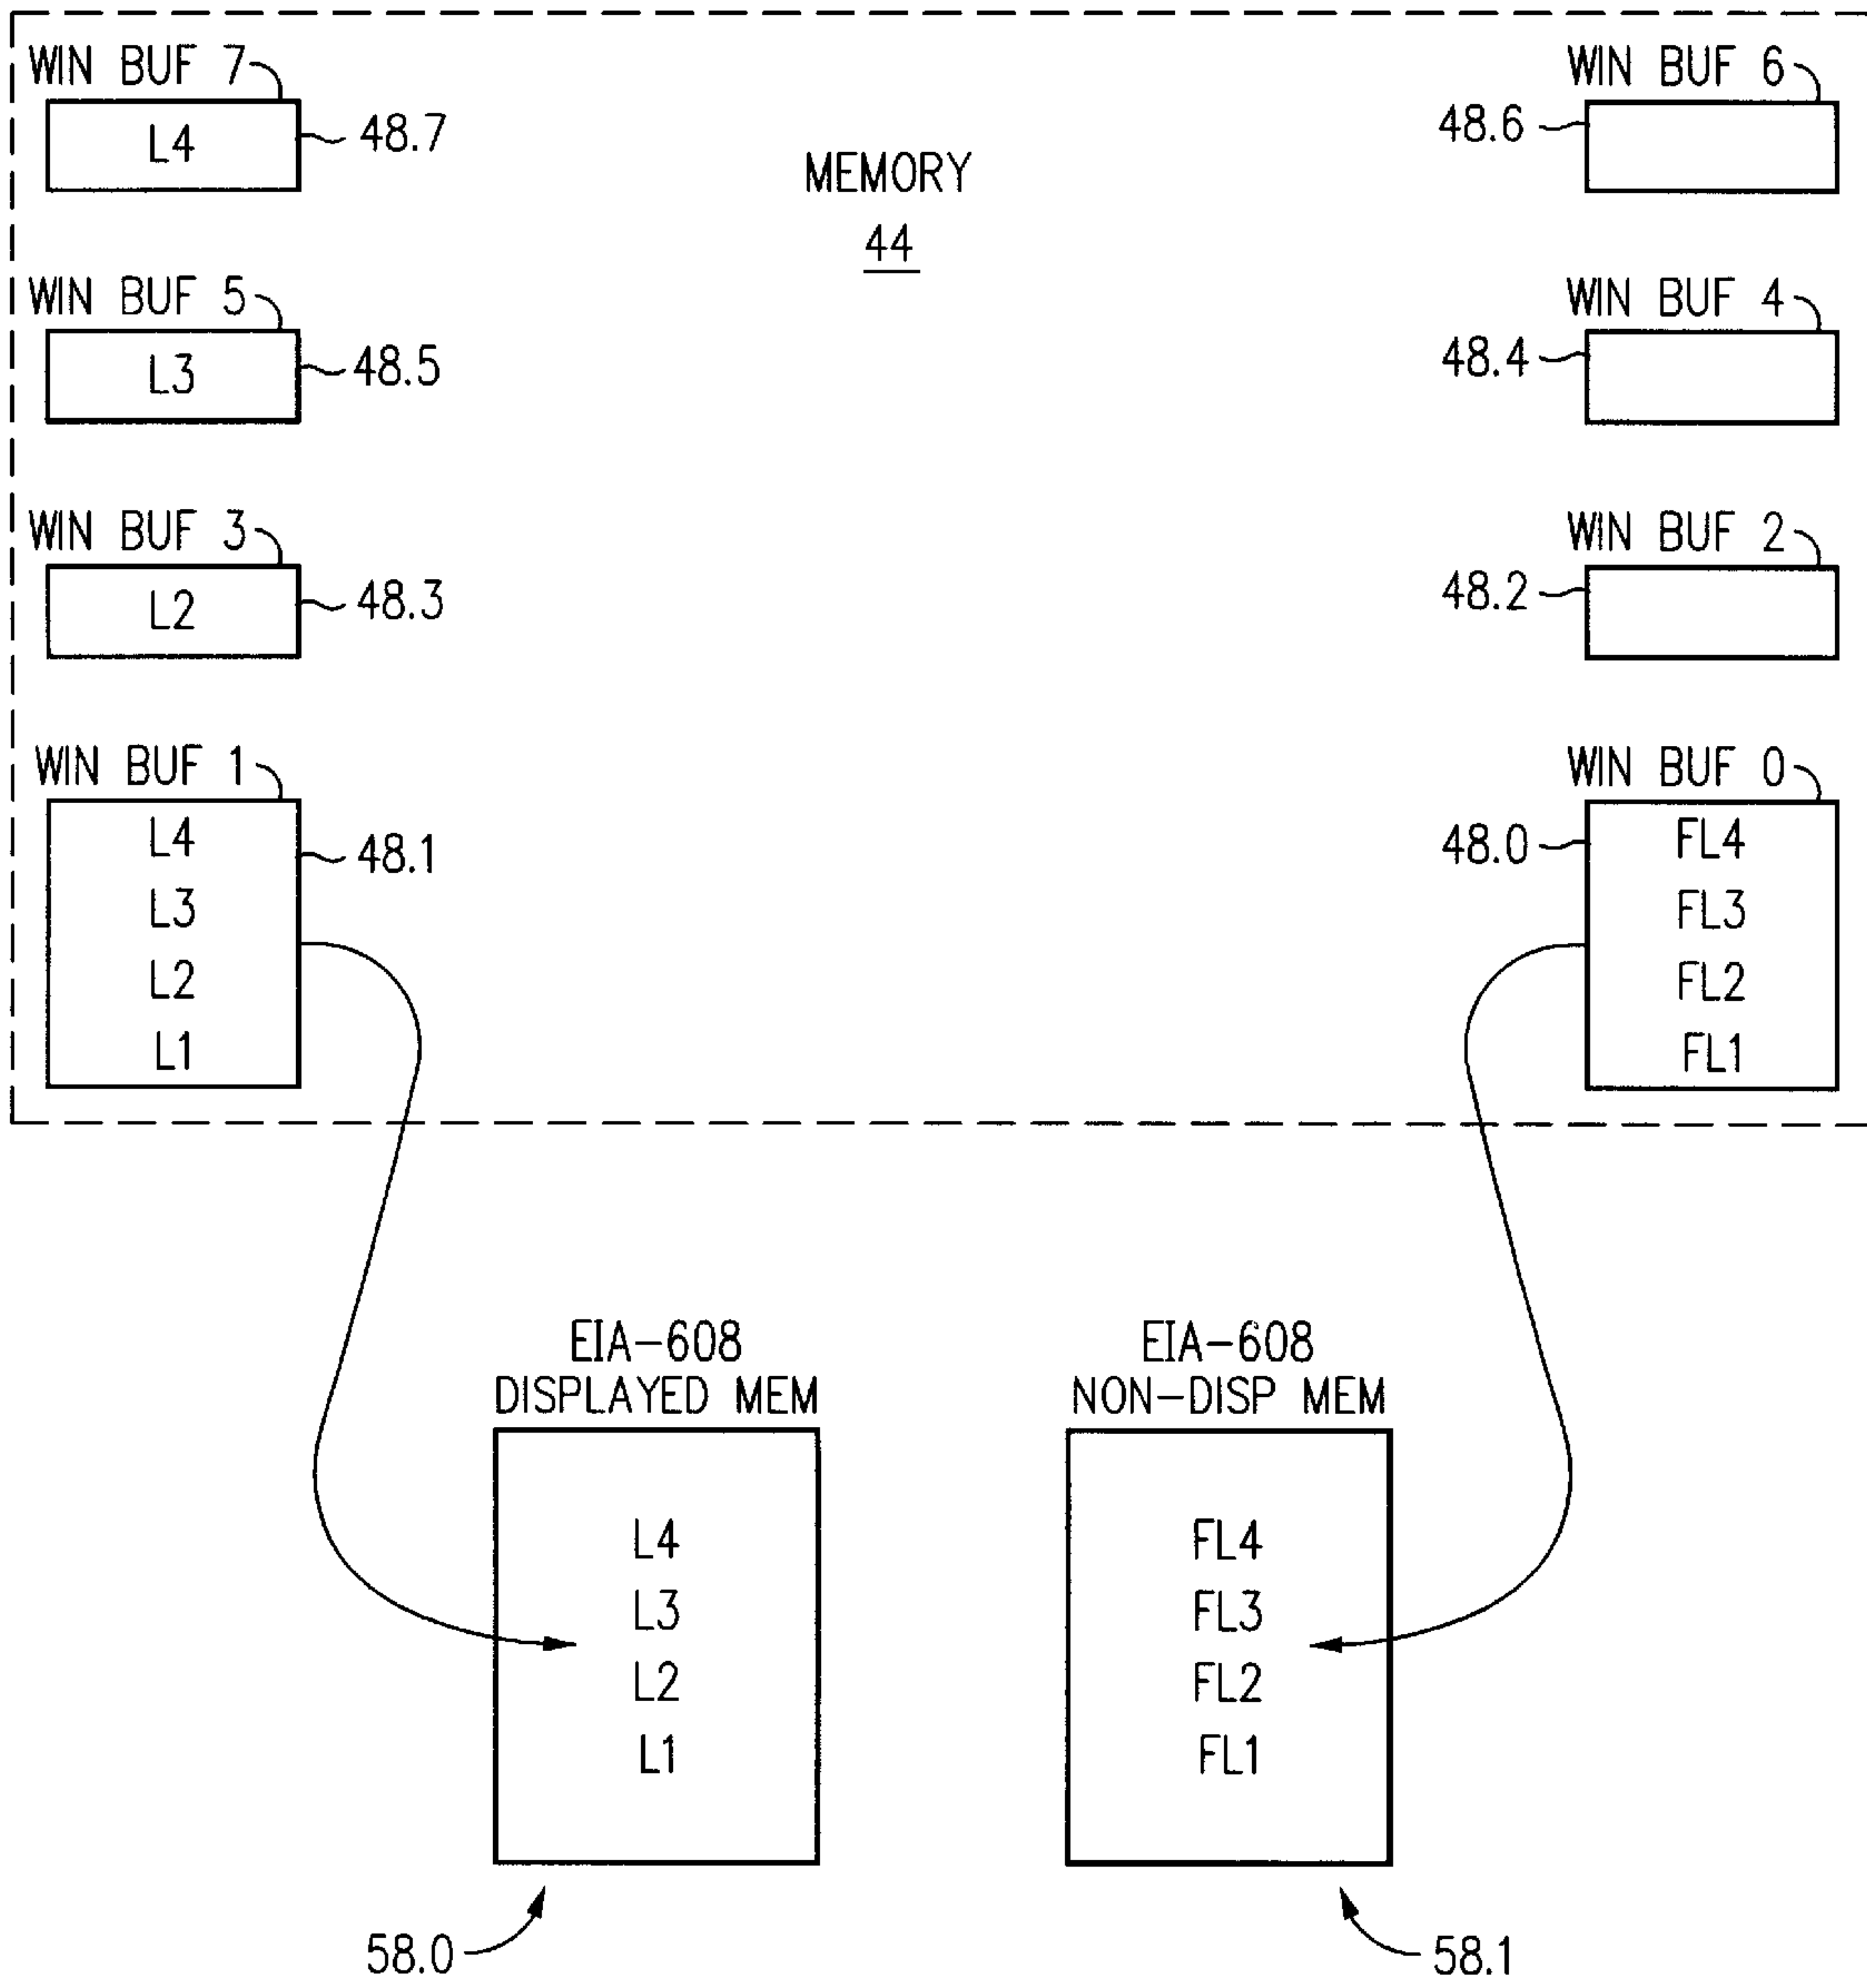 WIN BUF 7
WIN BUF 6
L4
48.7
48.6
MEMORY
44
WIN BUF 5
WIN BUF 4
L3
48.5
48.4
WIN BUF 3
WIN BUF 2
L2
48.3
48.2
WIN BUF 1
WIN BUF 0
L4
L3
L2
L1
48.1
48.0
FL4
FL3
FL2
FL1
EIA-608
DISPLAYED MEM
L4
L3
L2
L1
58.0
EIA-608
NON-DISP MEM
FL4
FL3
FL2
FL1
58.1